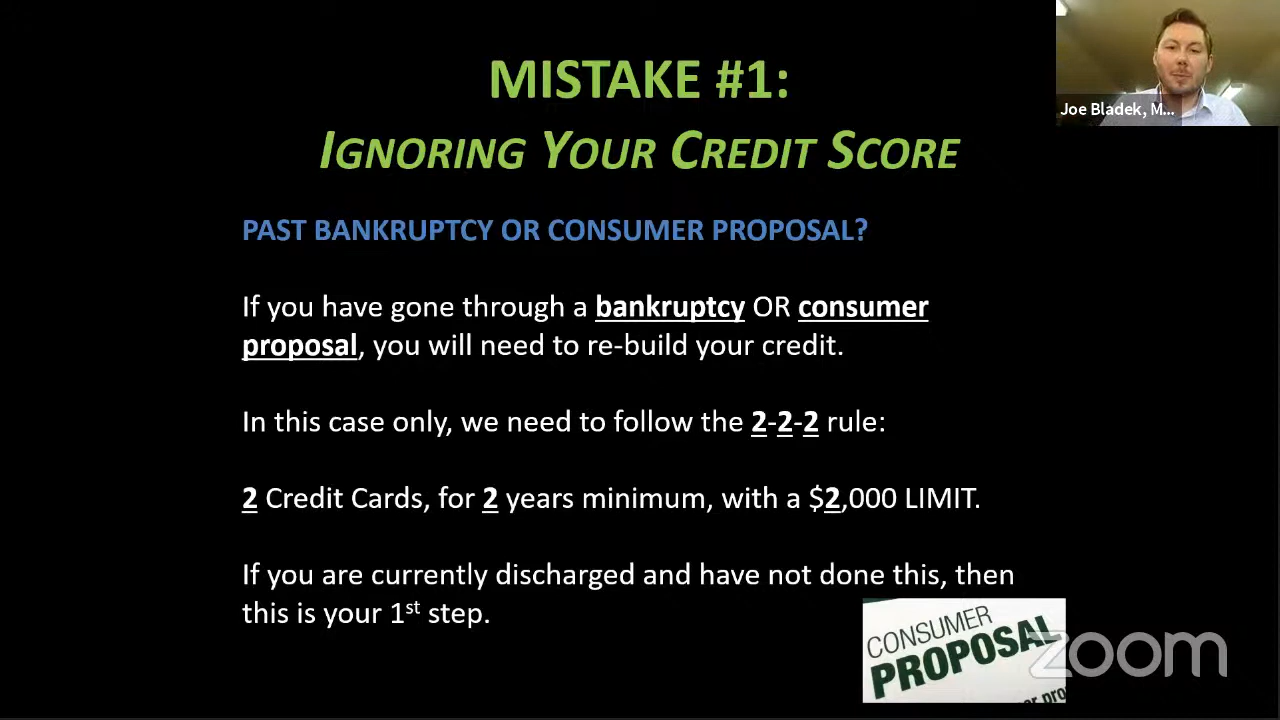 MISTAKE #1:
IGNORING YOUR CREDIT SCORE
Joe Bladek, M...
PAST BANKRUPTCY OR CONSUMER PROPOSAL?
If you have gone through a bankruptcy OR consumer
proposal, you will need to re-build your credit.
In this case only, we need to follow the 2-2-2 rule:
2 Credit Cards, for 2 years minimum, with a $2,000 LIMIT.
If you are currently discharged and have not done this, then
this is your 1st step.
CONSUMER
PROPOSAL
zoom